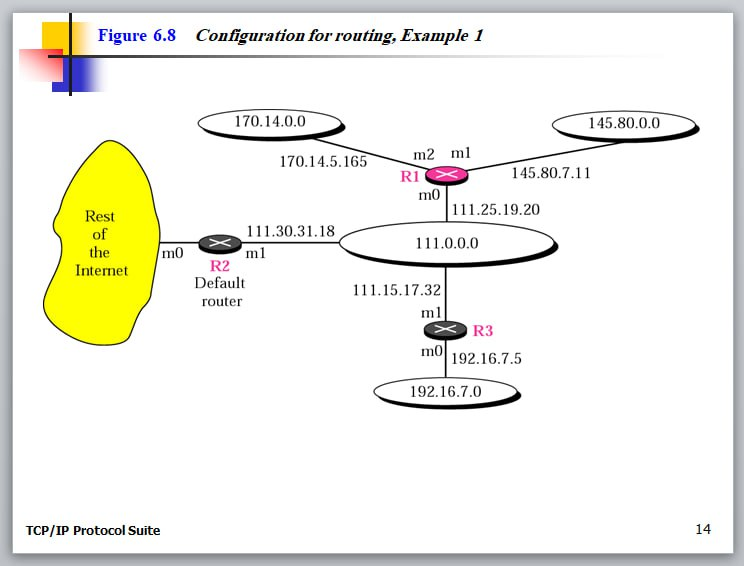 Figure 6.8 Configuration for routing, Example 1
170.14.0.0
145.80.0.0
170.14.5.165
m2 m1
R1
145.80.7.11
m0
111.25.19.20
Rest
of
the
Internet
111.30.31.18
111.0.0.0
m0
m1
R2
Default
router
111.15.17.32
m1
R3
m0
192.16.7.5
192.16.7.0
TCP/IP Protocol Suite
14